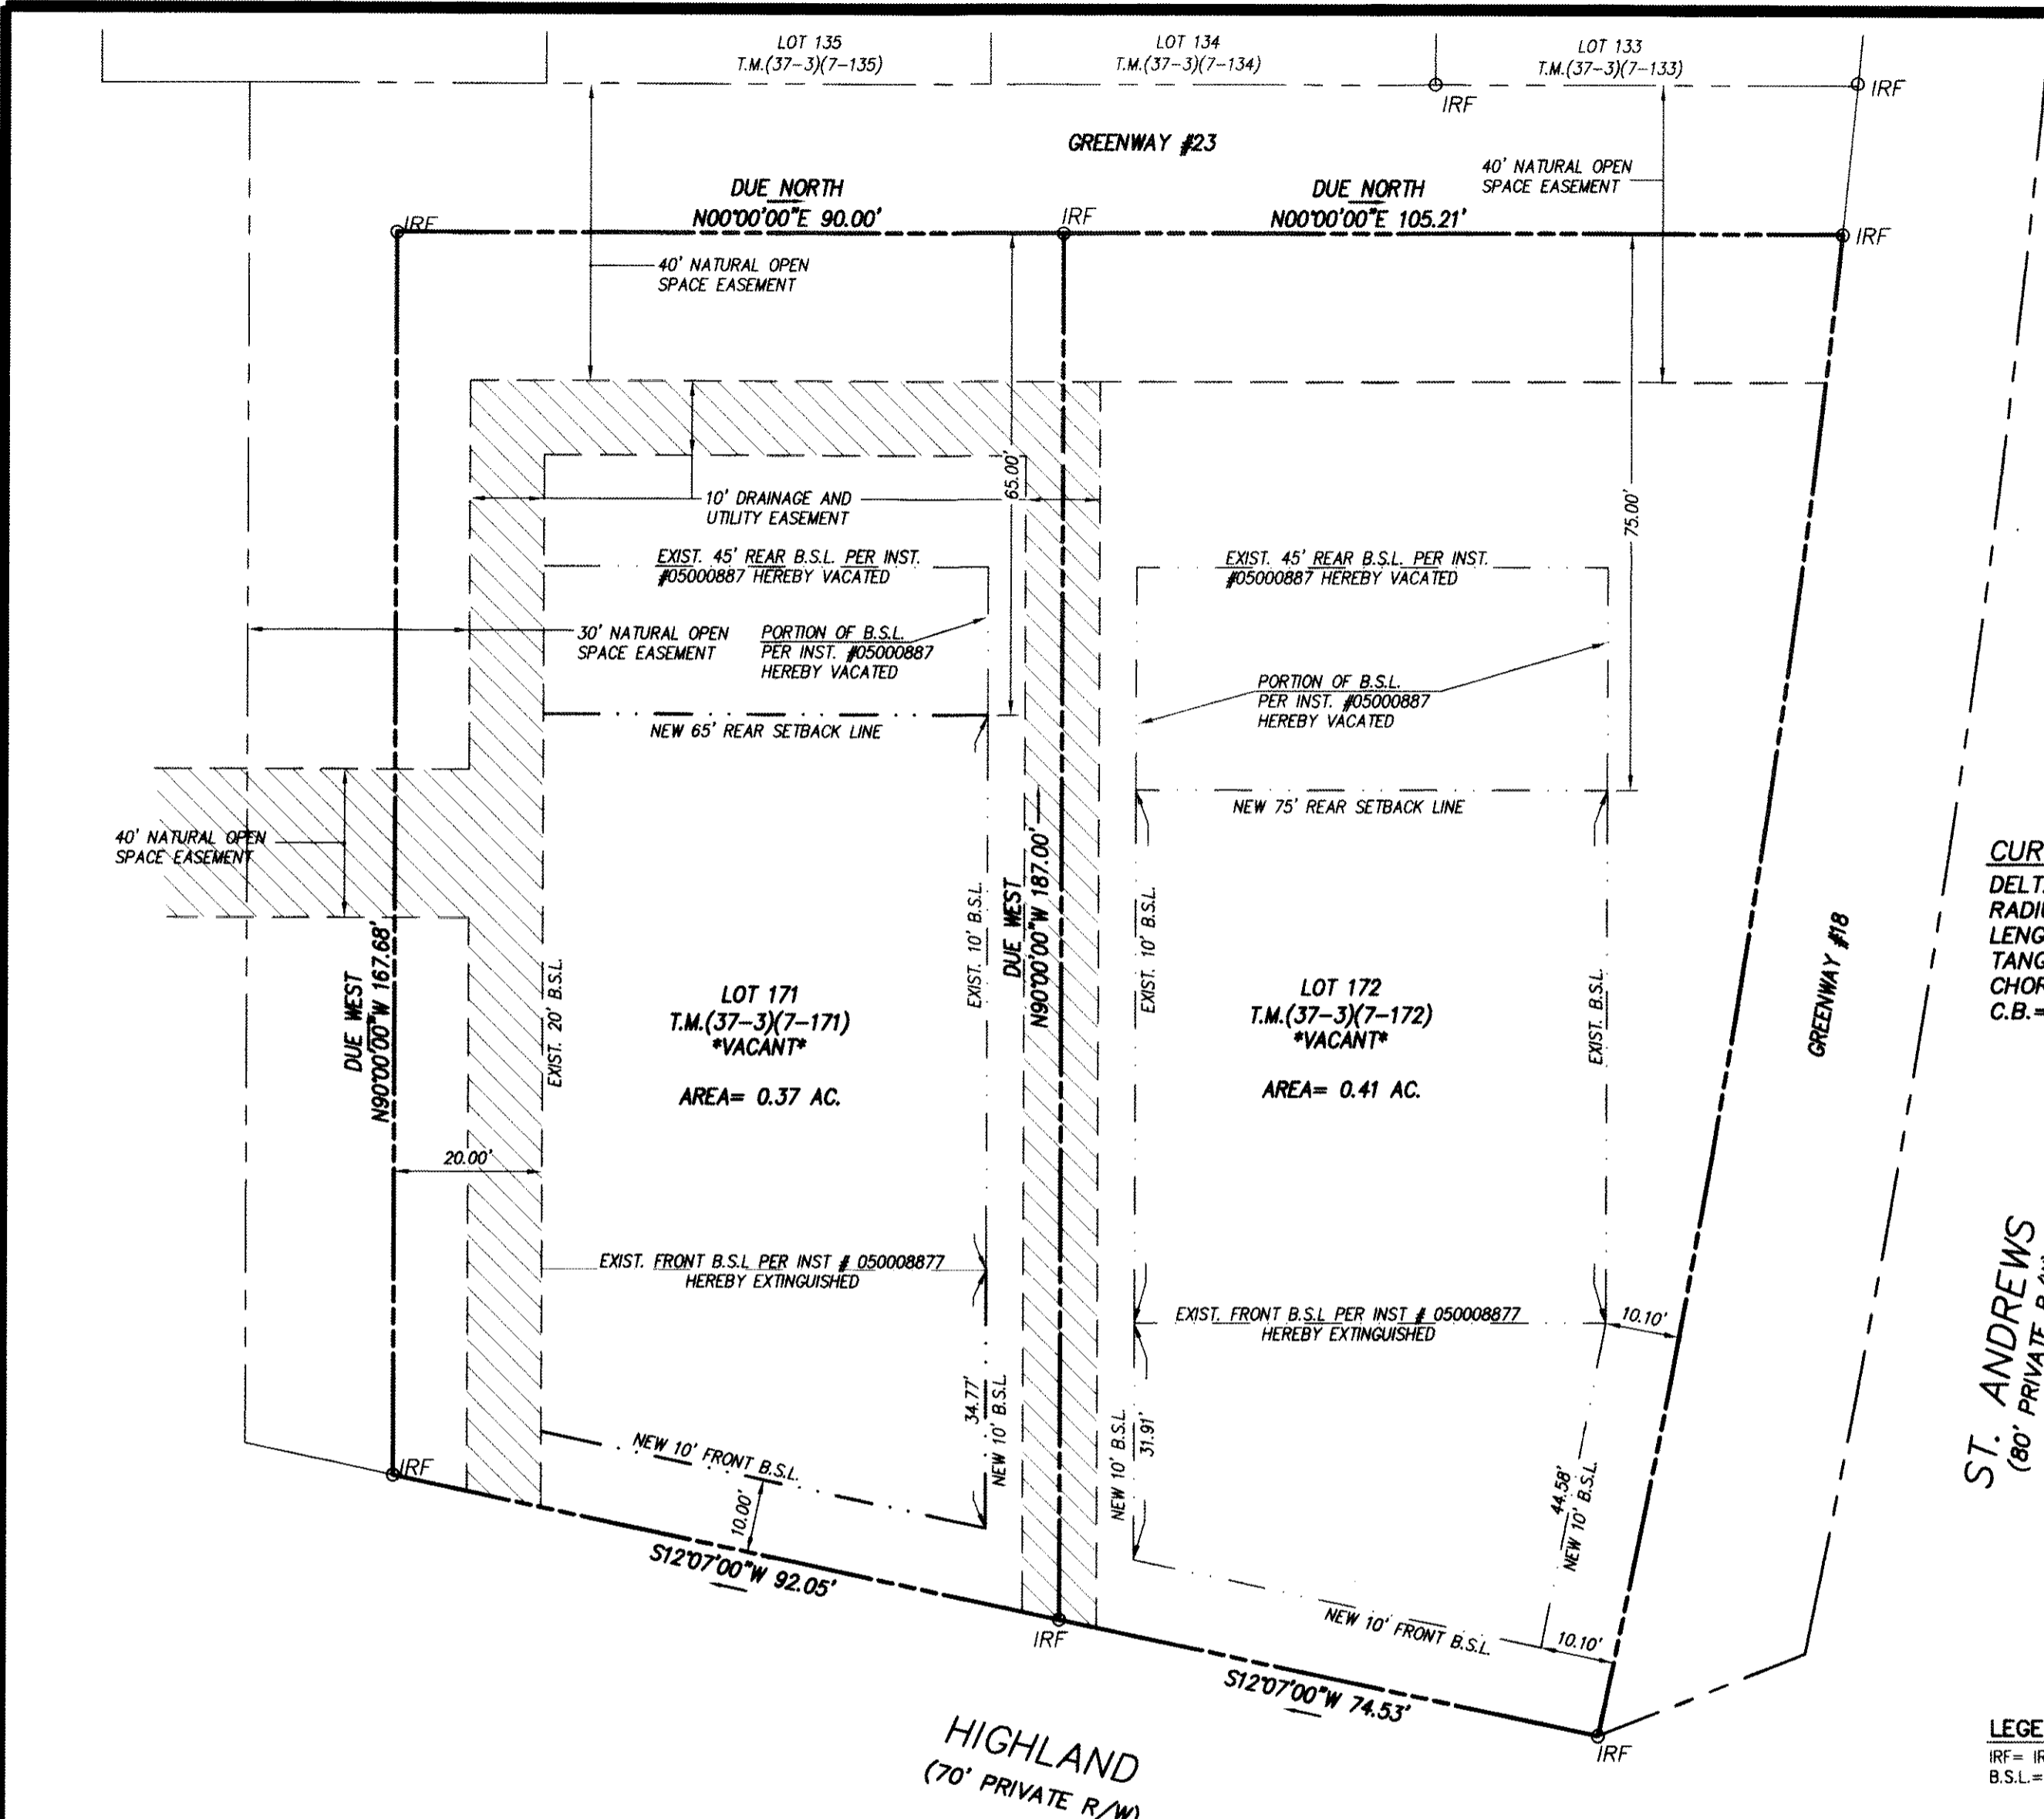 LOT 135
T.M.(37-3)(7-135)
LOT 134
T.M.(37-3)(7-134)
LOT 133
T.M.(37-3)(7-133)
IRF
IRF
GREENWAY #23
40' NATURAL OPEN
SPACE EASEMENT
DUE NORTH
N00°00'00"E 90.00'
DUE NORTH
N00°00'00"E 105.21'
IRF
IRF
IRF
40' NATURAL OPEN
SPACE EASEMENT
65.00'
75.00'
10' DRAINAGE AND
UTILITY EASEMENT
EXIST. 45' REAR B.S.L. PER INST.
#05000887 HEREBY VACATED
EXIST. 45' REAR B.S.L. PER INST.
#05000887 HEREBY VACATED
30' NATURAL OPEN
SPACE EASEMENT
PORTION OF B.S.L.
PER INST. #05000887
HEREBY VACATED
PORTION OF B.S.L.
PER INST. #05000887
HEREBY VACATED
NEW 65' REAR SETBACK LINE
NEW 75' REAR SETBACK LINE
40' NATURAL OPEN
SPACE EASEMENT
DUE WEST
N90°00'00"W 167.68'
EXIST. 20' B.S.L.
LOT 171
T.M.(37-3)(7-171)
*VACANT*
AREA= 0.37 AC.
EXIST. 10' B.S.L.
DUE WEST
N90°00'00"W 187.00'
EXIST. 10' B.S.L.
LOT 172
T.M.(37-3)(7-172)
*VACANT*
AREA= 0.41 AC.
EXIST. B.S.L.
GREENWAY #18
CUR
DELT
RADIU
LENG
TANG
CHOR
C.B.=
20.00'
EXIST. FRONT B.S.L PER INST # 050008877
HEREBY EXTINGUISHED
EXIST. FRONT B.S.L PER INST # 050008877
HEREBY EXTINGUISHED
10.10'
34.77'
NEW 10' B.S.L.
NEW 10' B.S.L.
31.91'
44.58'
NEW 10' B.S.L.
ST. ANDREWS
(80' PRIVATE R/W)
NEW 10' FRONT B.S.L.
10.00'
IRF
S12°07'00"W 92.05'
IRF
NEW 10' FRONT B.S.L.
10.10'
S12°07'00"W 74.53'
IRF
HIGHLAND
(70' PRIVATE R/W)
LEGE
IRF= IR
B.S.L.=